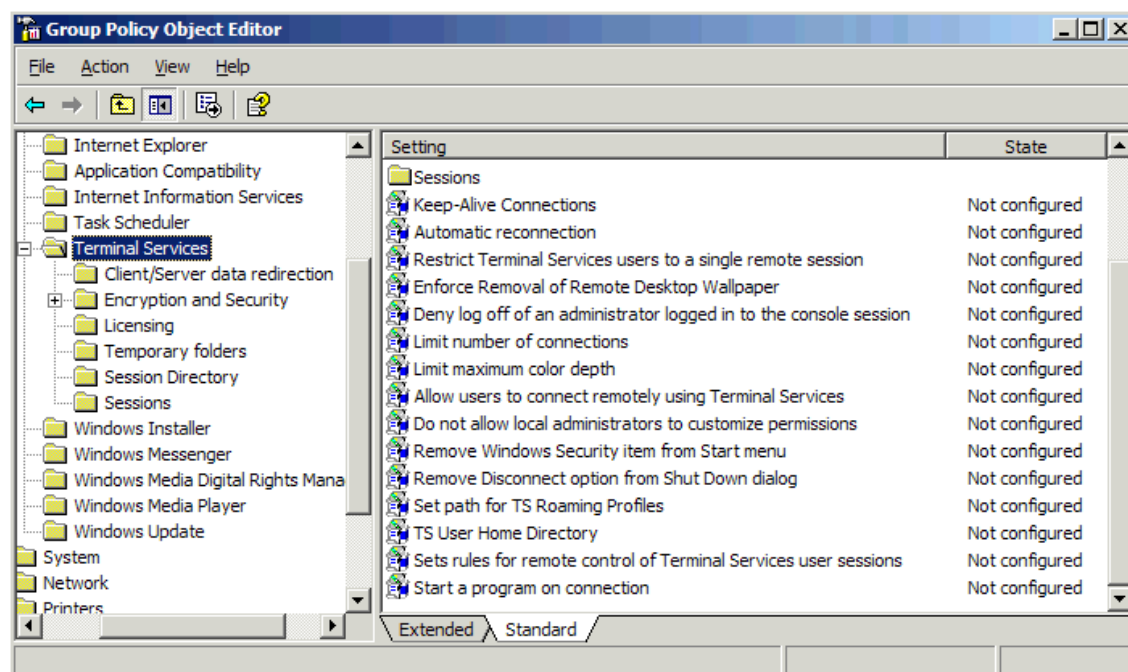 Group Policy Object Editor
File Action View Help
Internet Explorer
Application Compatibility
Internet Information Services
Task Scheduler
Terminal Services
Client/Server data redirection
Encryption and Security
Licensing
Temporary folders
Session Directory
Sessions
Windows Installer
Windows Messenger
Windows Media Digital Rights Mana
Windows Media Player
Windows Update
System
Network
Printers
Setting State
Sessions
Keep-Alive Connections Not configured
Automatic reconnection Not configured
Restrict Terminal Services users to a single remote session Not configured
Enforce Removal of Remote Desktop Wallpaper Not configured
Deny log off of an administrator logged in to the console session Not configured
Limit number of connections Not configured
Limit maximum color depth Not configured
Allow users to connect remotely using Terminal Services Not configured
Do not allow local administrators to customize permissions Not configured
Remove Windows Security item from Start menu Not configured
Remove Disconnect option from Shut Down dialog Not configured
Set path for TS Roaming Profiles Not configured
TS User Home Directory Not configured
Sets rules for remote control of Terminal Services user sessions Not configured
Start a program on connection Not configured
Extended Standard